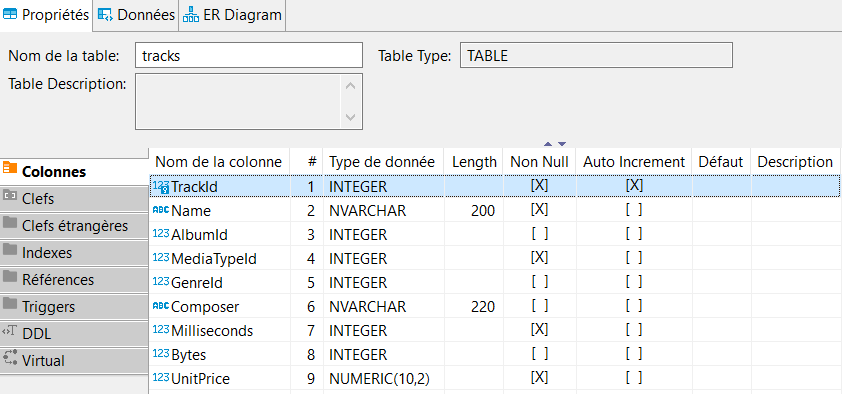 Propriétés Données ER Diagram
Nom de la table: tracks Table Type: TABLE
Table Description:
Colonnes
Clefs
Clefs étrangères
Indexes
Références
Triggers
DDL
Virtual
Nom de la colonne # Type de donnée Length Non Null Auto Increment Défaut Description
123 TrackId 1 INTEGER [X] [X]
ABC Name 2 NVARCHAR 200 [X] [ ]
123 AlbumId 3 INTEGER [ ] [ ]
123 MediaTypeId 4 INTEGER [X] [ ]
123 GenreId 5 INTEGER [ ] [ ]
ABC Composer 6 NVARCHAR 220 [ ] [ ]
123 Milliseconds 7 INTEGER [X] [ ]
123 Bytes 8 INTEGER [ ] [ ]
123 UnitPrice 9 NUMERIC(10,2) [X] [ ]